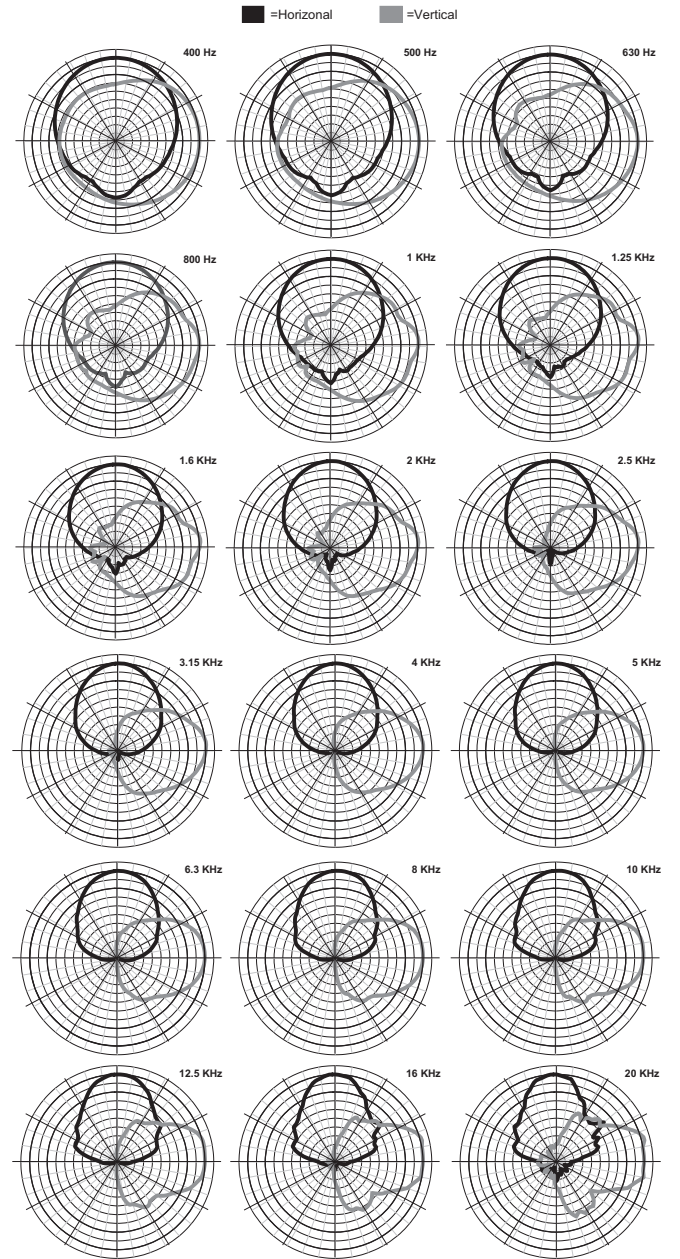 =Horizonal =Vertical
400 Hz 500 Hz 630 Hz
800 Hz 1 KHz 1.25 KHz
1.6 KHz 2 KHz 2.5 KHz
3.15 KHz 4 KHz 5 KHz
6.3 KHz 8 KHz 10 KHz
12.5 KHz 16 KHz 20 KHz